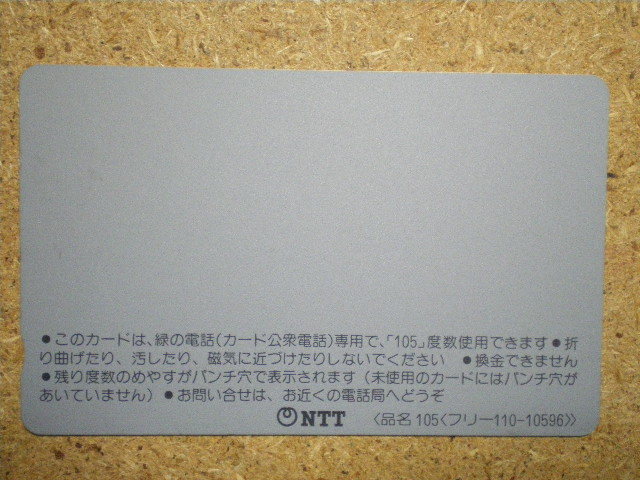 ●このカードは、緑の電話(カード公衆電話)専用で、「105」度数使用できます●折
り曲げたり、汚したり、磁気に近づけたりしないでください ●換金できません
●残り度数のめやすがパンチ穴で表示されます(未使用のカードにはパンチ穴が
あいていません)●お問い合せは、お近くの電話局へどうぞ
NTT 〈品名 105〈フリー110-10596〉〉